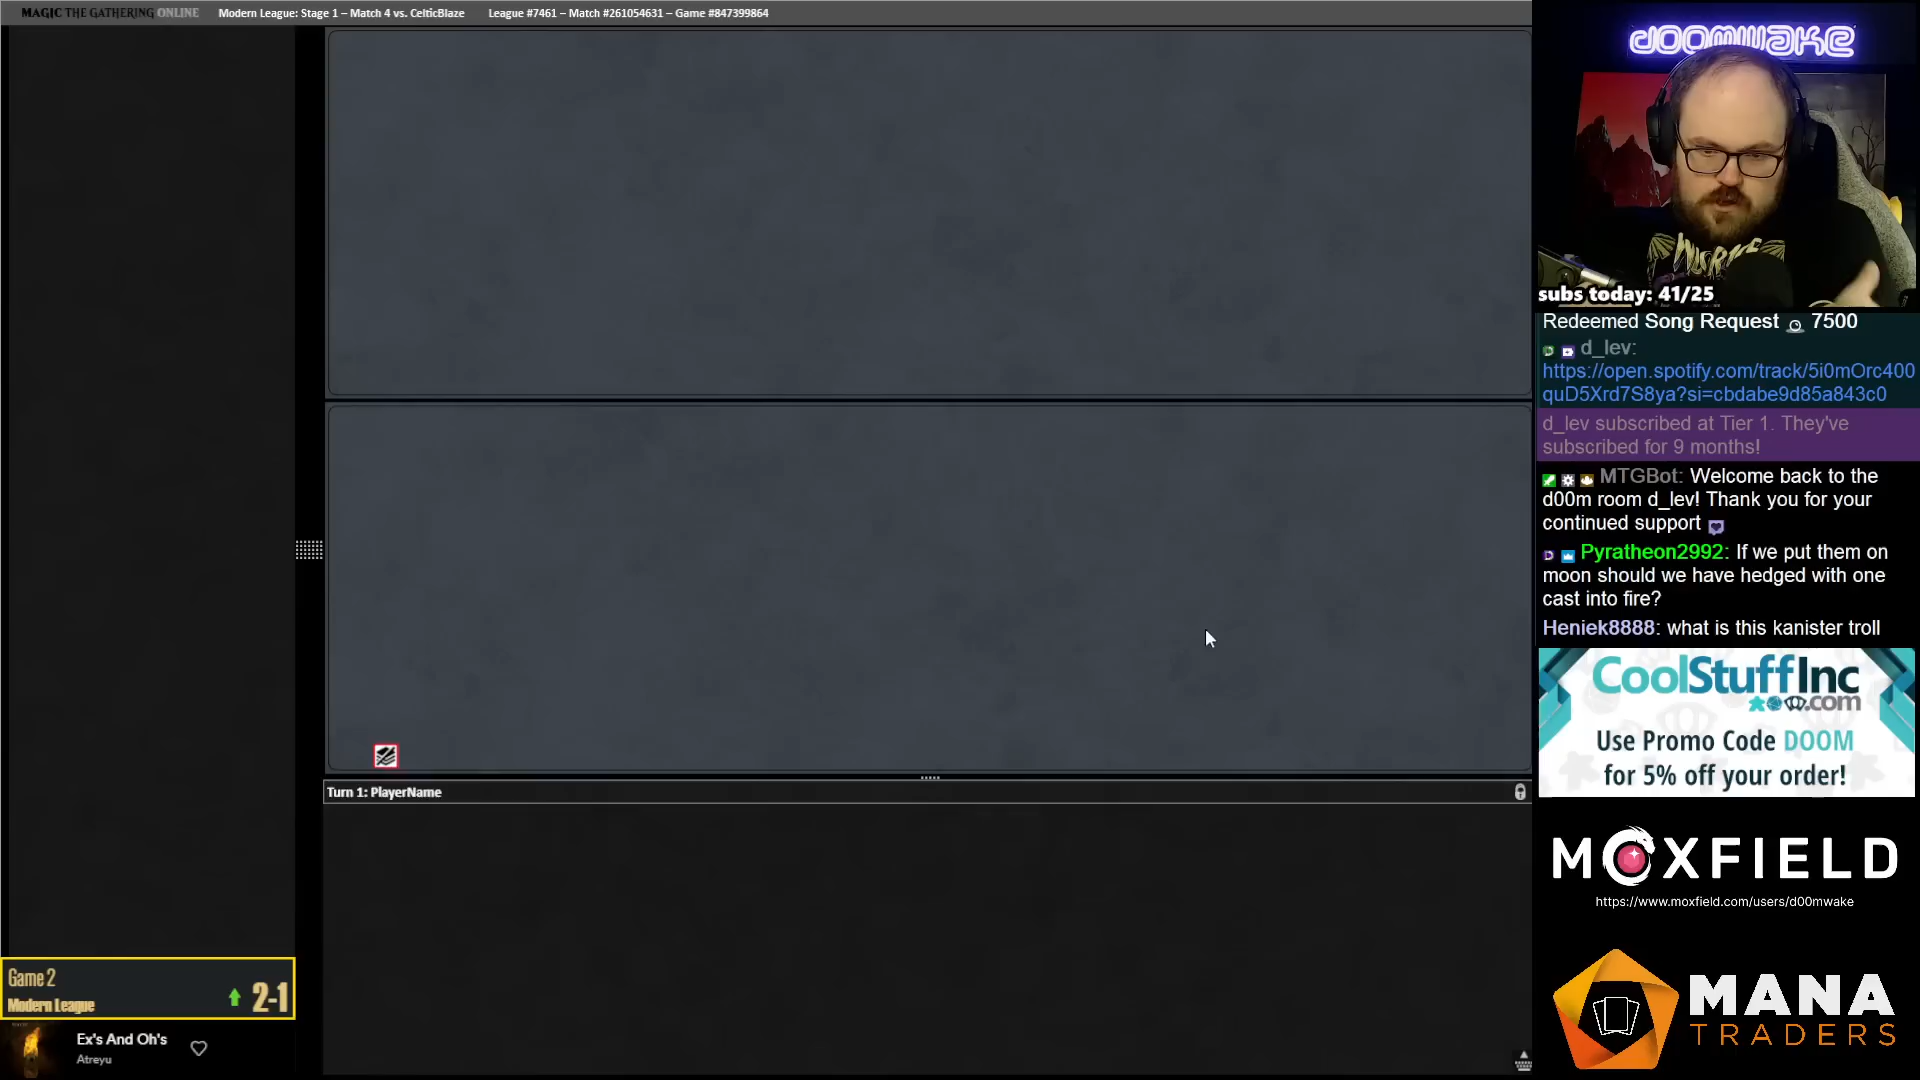 MAGIC THE GATHERING ONLINE
Modern League: Stage 1 – Match 4 vs. CelticBlaze
League #7461 – Match #261054631 – Game #847399864
doomwake
subs today: 41/25
Redeemed Song Request 7500
d_lev:
https://open.spotify.com/track/5i0mOrc400
quD5Xrd7S8ya?si=cbdabe9d85a843c0
d_lev subscribed at Tier 1. They've
subscribed for 9 months!
MTGBot: Welcome back to the
d00m room d_lev! Thank you for your
continued support
Pyratheon2992: If we put them on
moon should we have hedged with one
cast into fire?
Heniek8888: what is this kanister troll
CoolStuffInc
.com
Use Promo Code DOOM
for 5% off your order!
Turn 1: PlayerName
MOXFIELD
https://www.moxfield.com/users/d00mwake
MANA
TRADERS
Game 2
Modern League
2-1
Ex's And Oh's
Atreyu